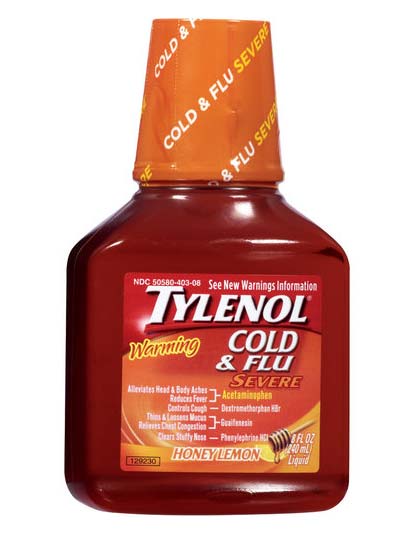 COLD & FLU SEVERE
COLD & FLU SEVERE
NDC 50580-403-08 See New Warnings Information
TYLENOL®
Warming COLD
& FLU
SEVERE
Alleviates Head & Body Aches
Reduces Fever Acetaminophen
Controls Cough Dextromethorphan HBr
Thins & Loosens Mucus
Relieves Chest Congestion Guaifenesin
Clears Stuffy Nose Phenylephrine HCl
HONEY LEMON
8 FL OZ
(240 mL)
Liquid
129230